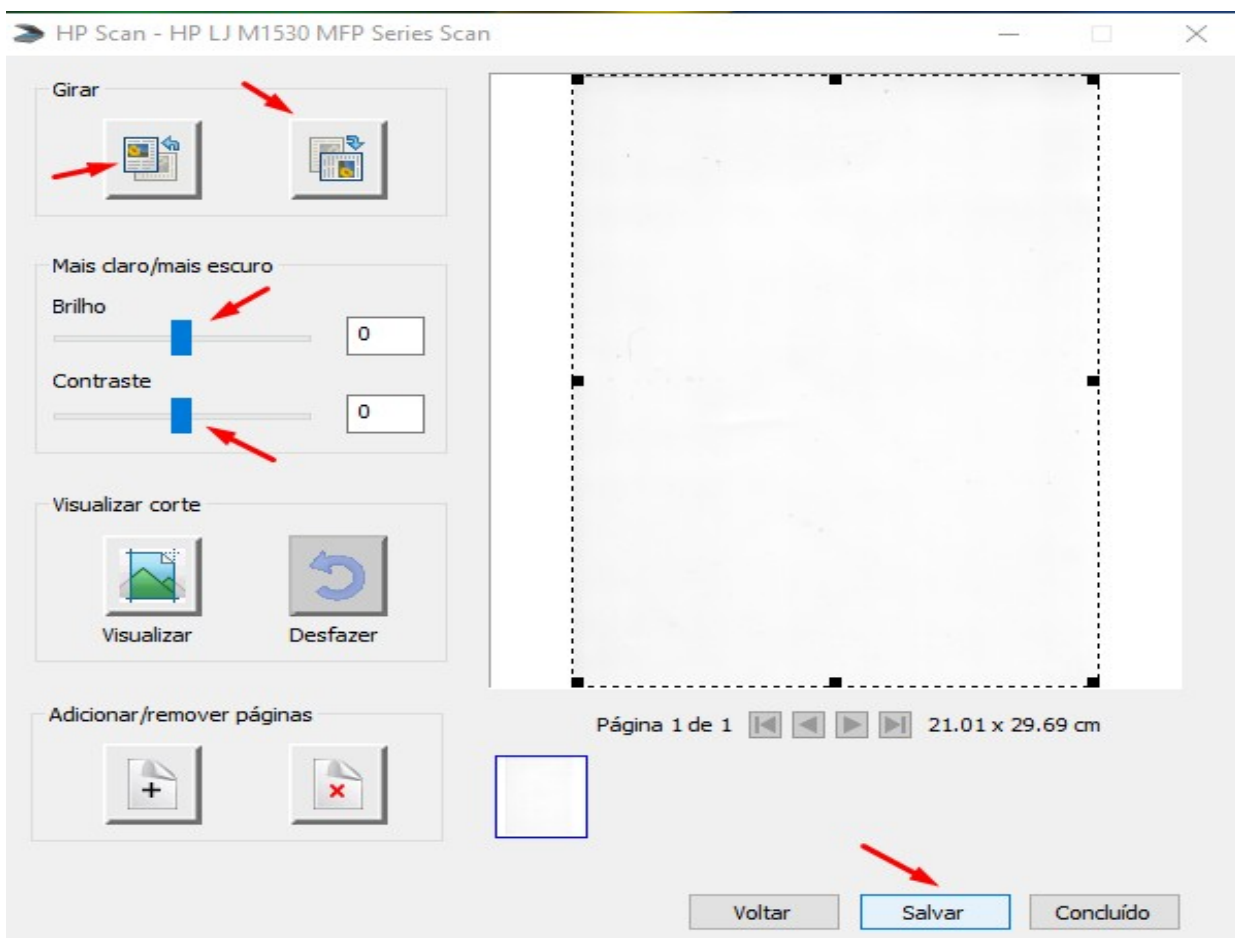 HP Scan - HP LJ M1530 MFP Series Scan
Girar
Mais claro/mais escuro
Brilho
0
Contraste
0
Visualizar corte
Visualizar
Desfazer
Adicionar/remover páginas
Página 1 de 1
21.01 x 29.69 cm
Voltar
Salvar
Concluído